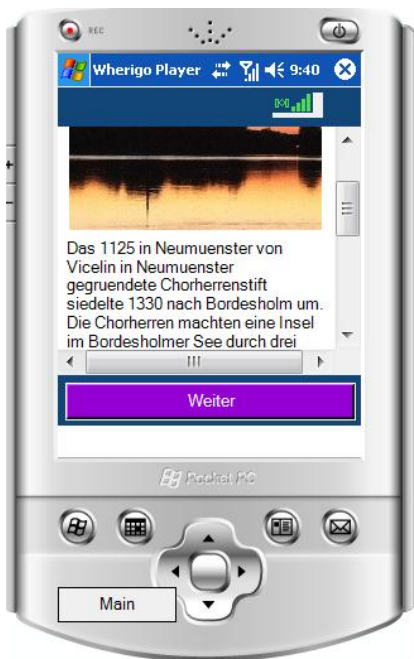 REC
Wherigo Player 9:40
Das 1125 in Neumuenster von
Vicelin in Neumuenster
gegruendete Chorherrenstift
siedelte 1330 nach Bordesholm um.
Die Chorherren machten eine Insel
im Bordesholmer See durch drei
Weiter
Pocket PC
Main